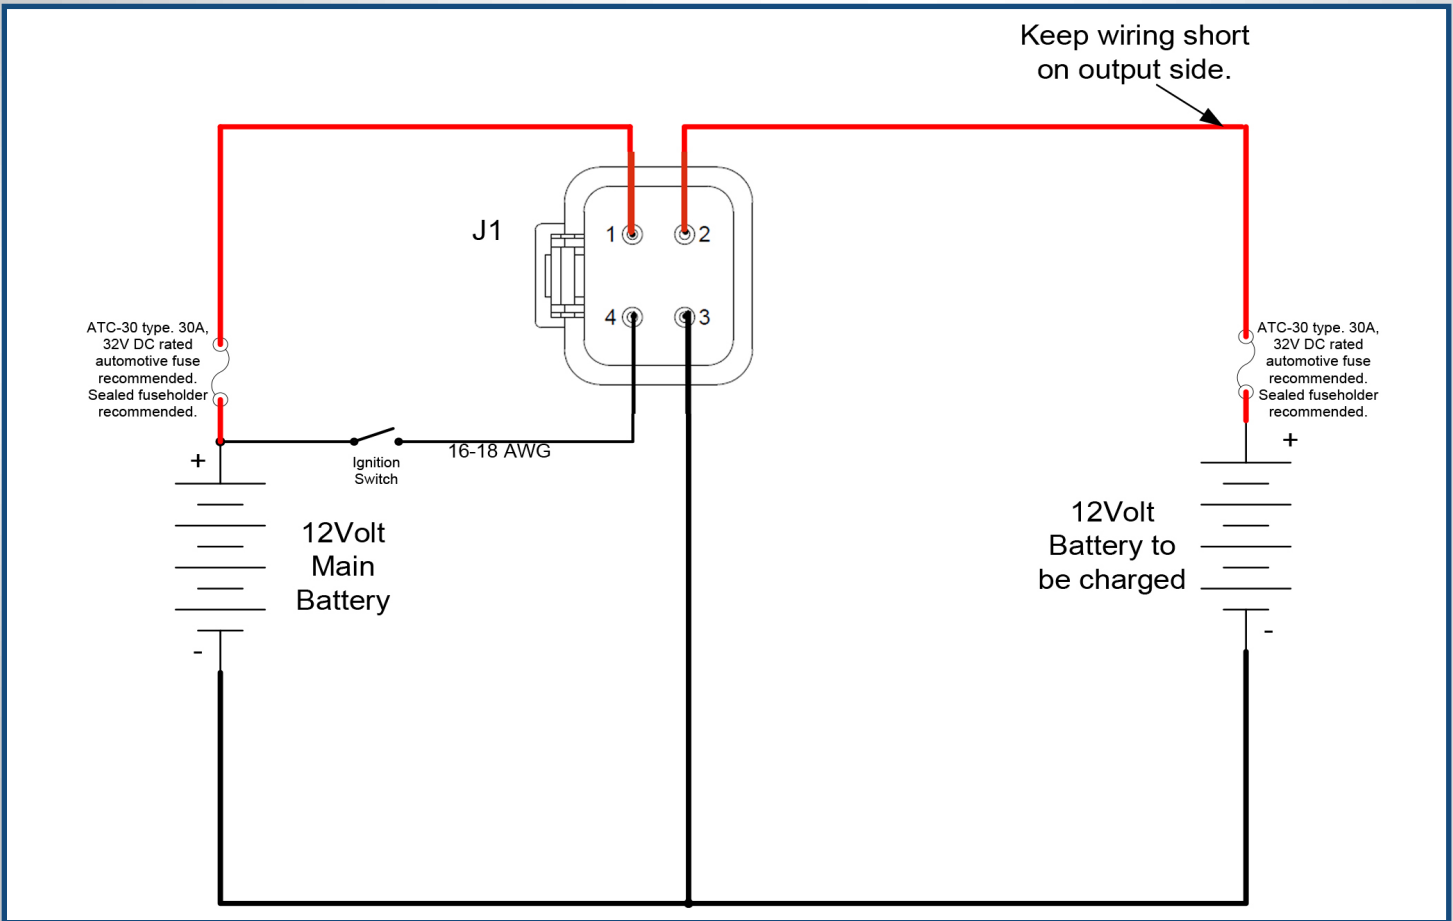 Keep wiring short
on output side.
J1
1
2
4
3
ATC-30 type. 30A,
32V DC rated
automotive fuse
recommended.
Sealed fuseholder
recommended.
ATC-30 type. 30A,
32V DC rated
automotive fuse
recommended.
Sealed fuseholder
recommended.
16-18 AWG
Ignition
Switch
+
-
12Volt
Main
Battery
+
-
12Volt
Battery to
be charged